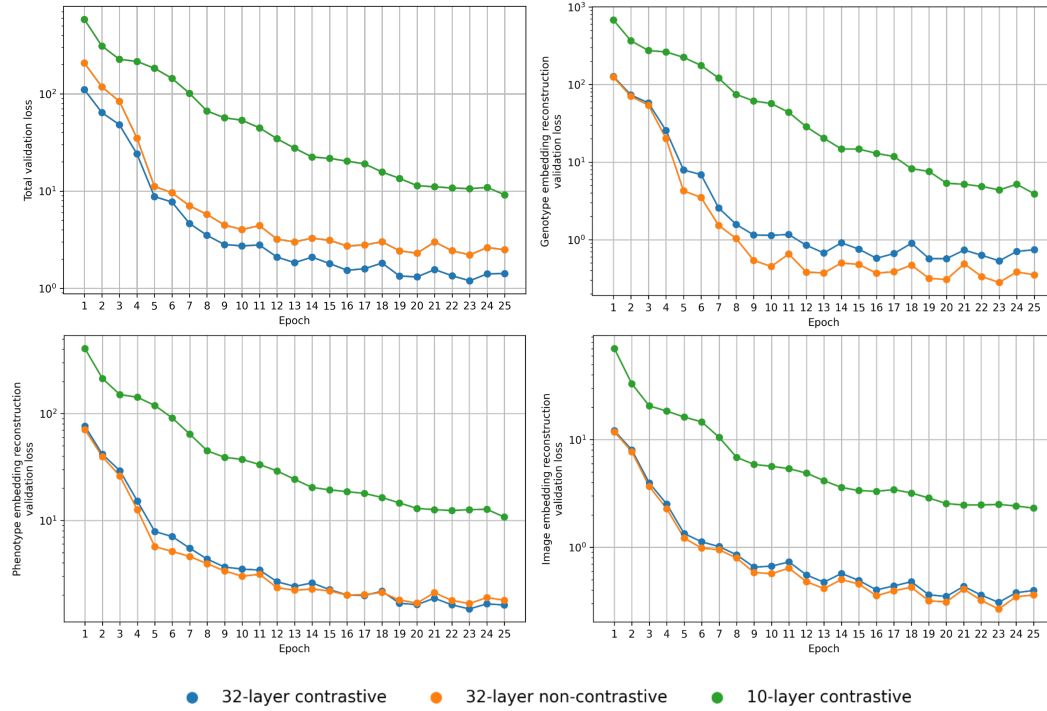 Total validation loss
10²
10¹
10⁰
1 2 3 4 5 6 7 8 9 10 11 12 13 14 15 16 17 18 19 20 21 22 23 24 25
Epoch
Genotype embedding reconstruction
validation loss
10³
10²
10¹
10⁰
1 2 3 4 5 6 7 8 9 10 11 12 13 14 15 16 17 18 19 20 21 22 23 24 25
Epoch
Phenotype embedding reconstruction
validation loss
10²
10¹
1 2 3 4 5 6 7 8 9 10 11 12 13 14 15 16 17 18 19 20 21 22 23 24 25
Epoch
Image embedding reconstruction
validation loss
10¹
10⁰
1 2 3 4 5 6 7 8 9 10 11 12 13 14 15 16 17 18 19 20 21 22 23 24 25
Epoch
32-layer contrastive 32-layer non-contrastive 10-layer contrastive